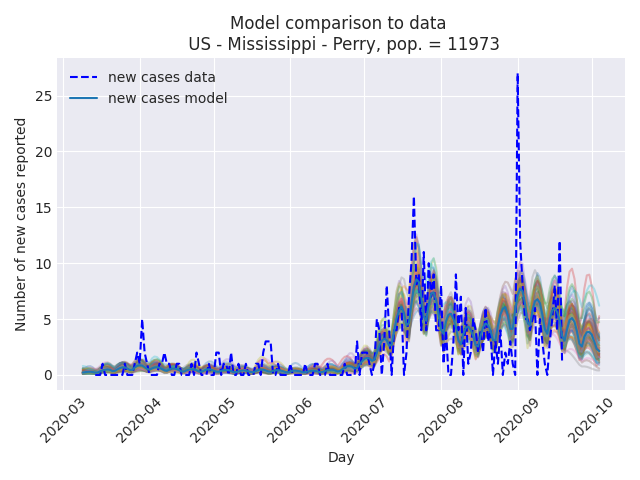 Model comparison to data
US - Mississippi - Perry, pop. = 11973
new cases data
new cases model
Number of new cases reported
25
20
15
10
5
0
2020-03
2020-04
2020-05
2020-06
2020-07
2020-08
2020-09
2020-10
Day